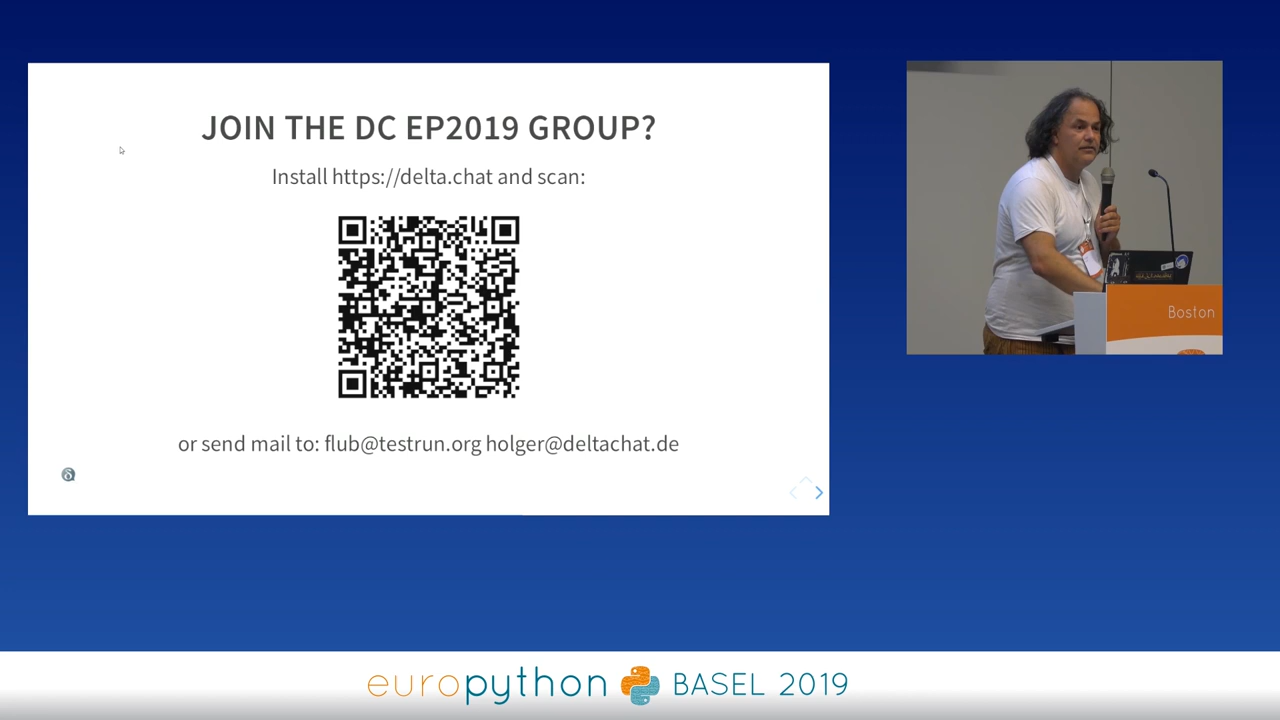 JOIN THE DC EP2019 GROUP?
Install https://delta.chat and scan:
or send mail to: flub@testrun.org holger@deltachat.de
Boston
europython BASEL 2019